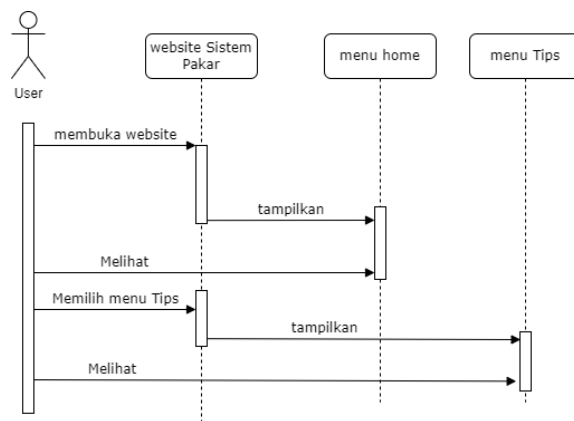 website Sistem
Pakar
menu home
menu Tips
User
membuka website
tampilkan
Melihat
Memilih menu Tips
tampilkan
Melihat